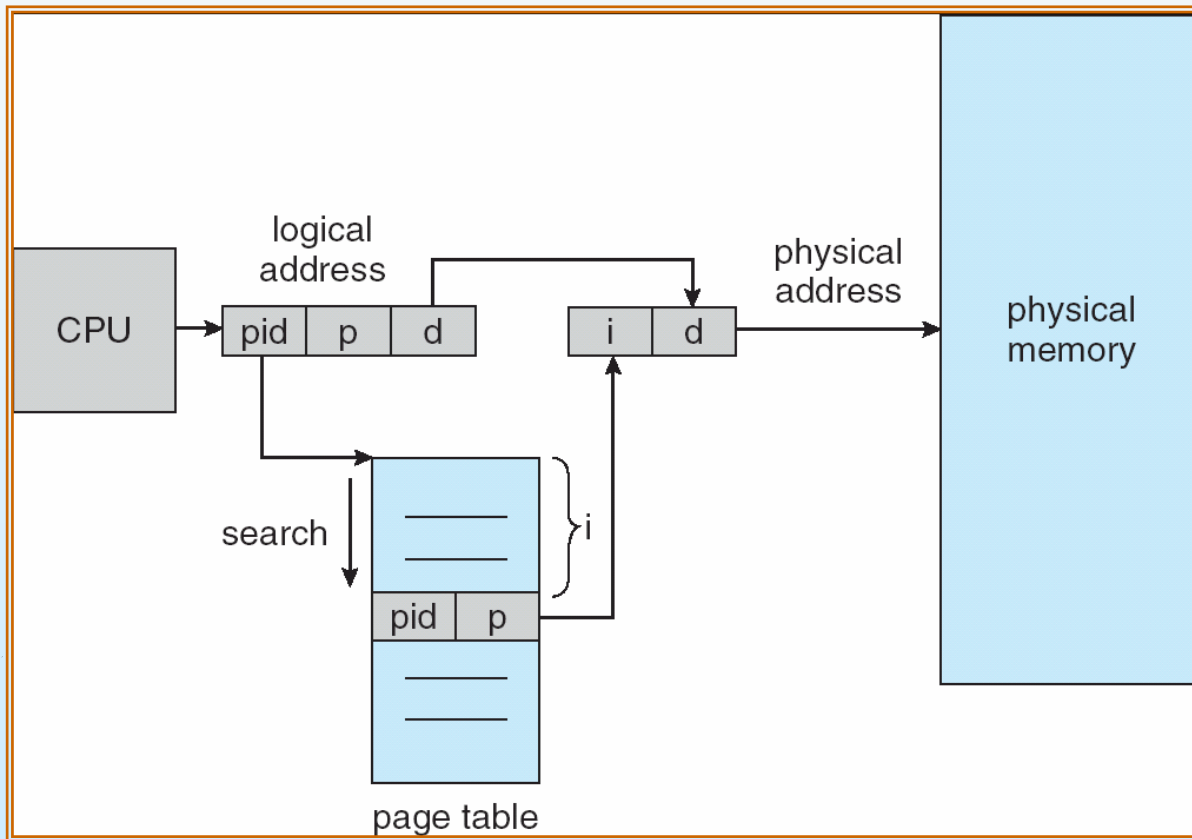 logical
address
physical
address
CPU
pid p d
i d
physical
memory
search
i
pid p
page table